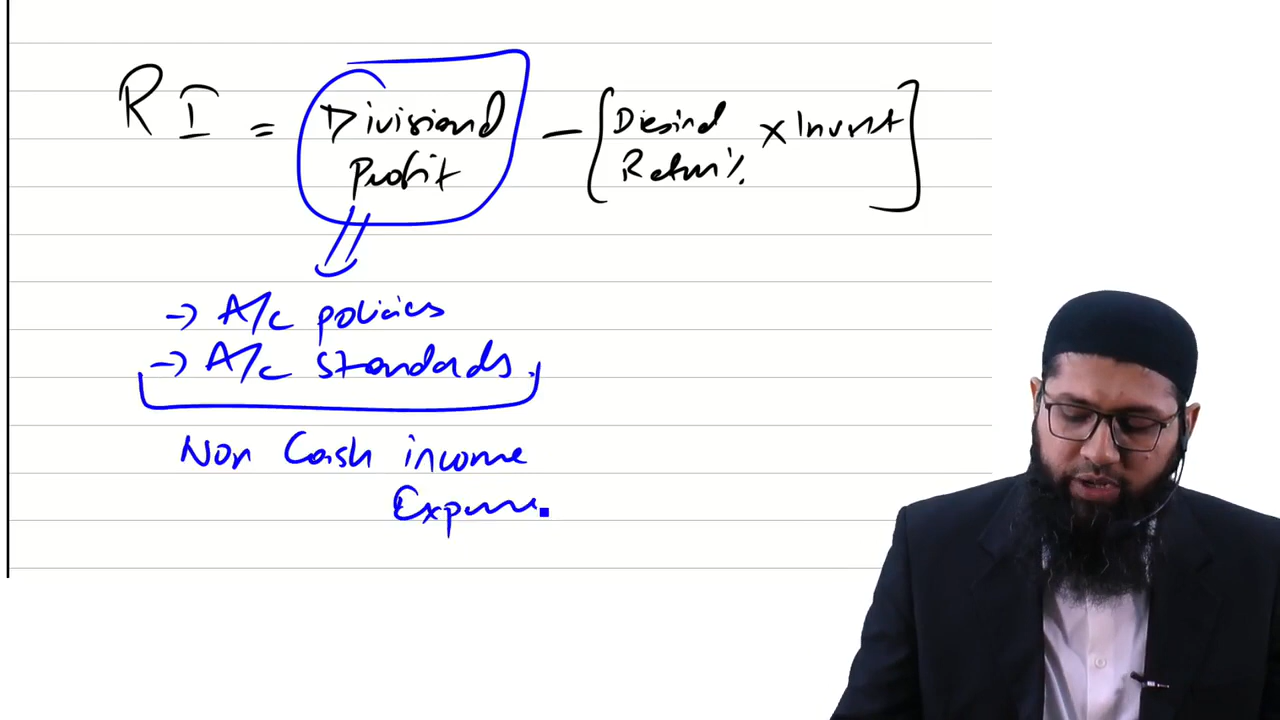 RI = Divisional Profit - [Desired Return% x Invest]
-> A/c policies
-> A/c standards.
Non Cash income
Expense